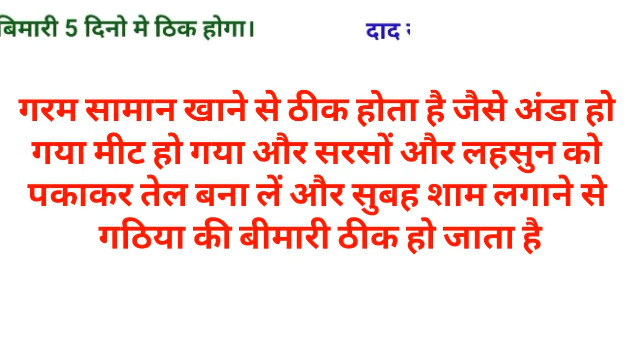 बिमारी 5 दिनो मे ठिक होगा। दाद
गरम सामान खाने से ठीक होता है जैसे अंडा हो
गया मीट हो गया और सरसों और लहसुन को
पकाकर तेल बना लें और सुबह शाम लगाने से
गठिया की बीमारी ठीक हो जाता है